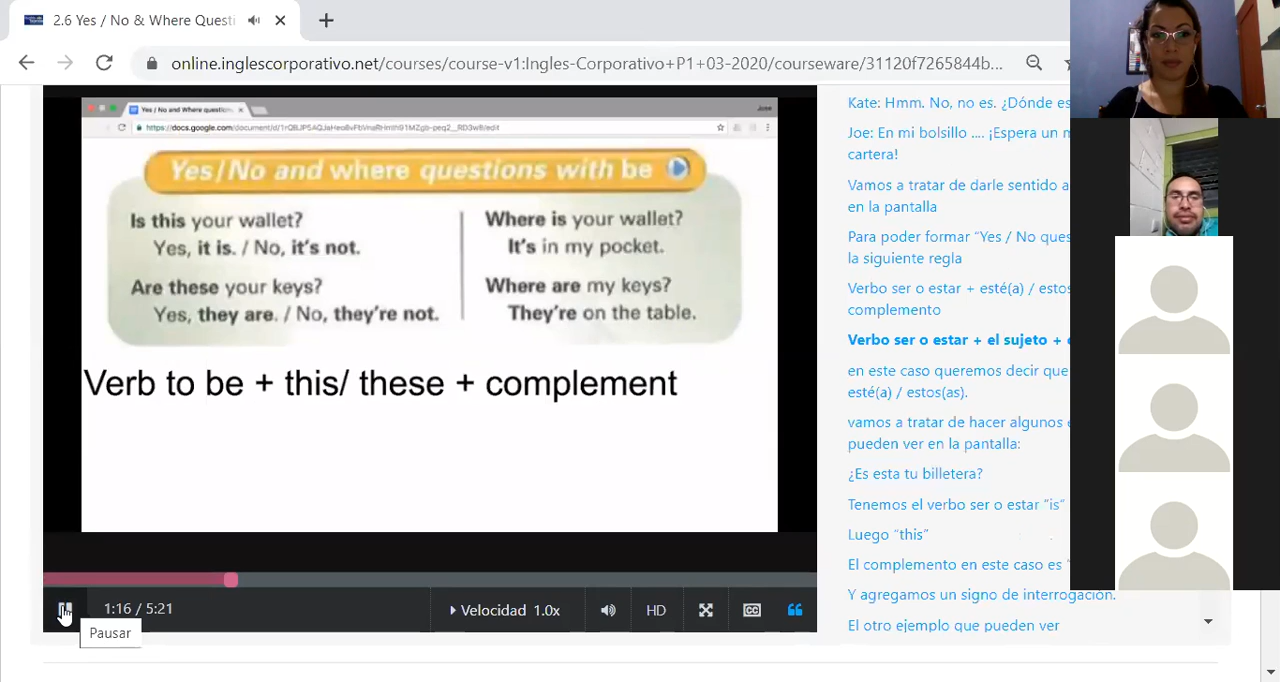 2.6 Yes / No & Where Questi
online.inglescorporativo.net/courses/course-v1:Ingles-Corporativo+P1+03-2020/courseware/31120f7265844b...
Yes / No and Where question
Yes/No and where questions with be
Is this your wallet?
Yes, it is. / No, it's not.
Are these your keys?
Yes, they are. / No, they're not.
Where is your wallet?
It's in my pocket.
Where are my keys?
They're on the table.
Verb to be + this/ these + complement
1:16 / 5:21
Velocidad 1.0x
HD
CC
Pausar
Kate: Hmm. No, no es. ¿Dónde es
Joe: En mi bolsillo .... ¡Espera un m
cartera!
Vamos a tratar de darle sentido a
en la pantalla
Para poder formar “Yes / No ques
la siguiente regla
Verbo ser o estar + esté(a) / estos
complemento
Verbo ser o estar + el sujeto +
en este caso queremos decir que
esté(a) / estos(as).
vamos a tratar de hacer algunos e
pueden ver en la pantalla:
¿Es esta tu billetera?
Tenemos el verbo ser o estar “is”
Luego “this”
El complemento en este caso es “
Y agregamos un signo de interrogación.
El otro ejemplo que pueden ver